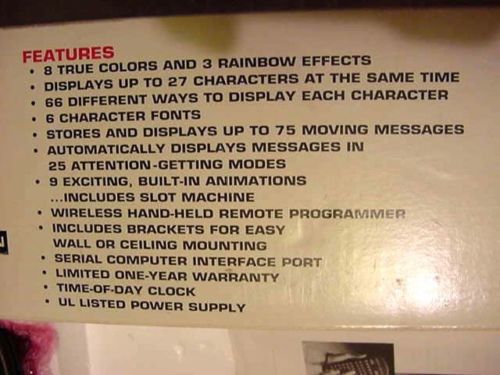 FEATURES
• 8 TRUE COLORS AND 3 RAINBOW EFFECTS
• DISPLAYS UP TO 27 CHARACTERS AT THE SAME TIME
• 66 DIFFERENT WAYS TO DISPLAY EACH CHARACTER
• 6 CHARACTER FONTS
• STORES AND DISPLAYS UP TO 75 MOVING MESSAGES
• AUTOMATICALLY DISPLAYS MESSAGES IN
25 ATTENTION-GETTING MODES
• 9 EXCITING, BUILT-IN ANIMATIONS
...INCLUDES SLOT MACHINE
• WIRELESS HAND-HELD REMOTE PROGRAMMER
• INCLUDES BRACKETS FOR EASY
WALL OR CEILING MOUNTING
• SERIAL COMPUTER INTERFACE PORT
• LIMITED ONE-YEAR WARRANTY
• TIME-OF-DAY CLOCK
• UL LISTED POWER SUPPLY